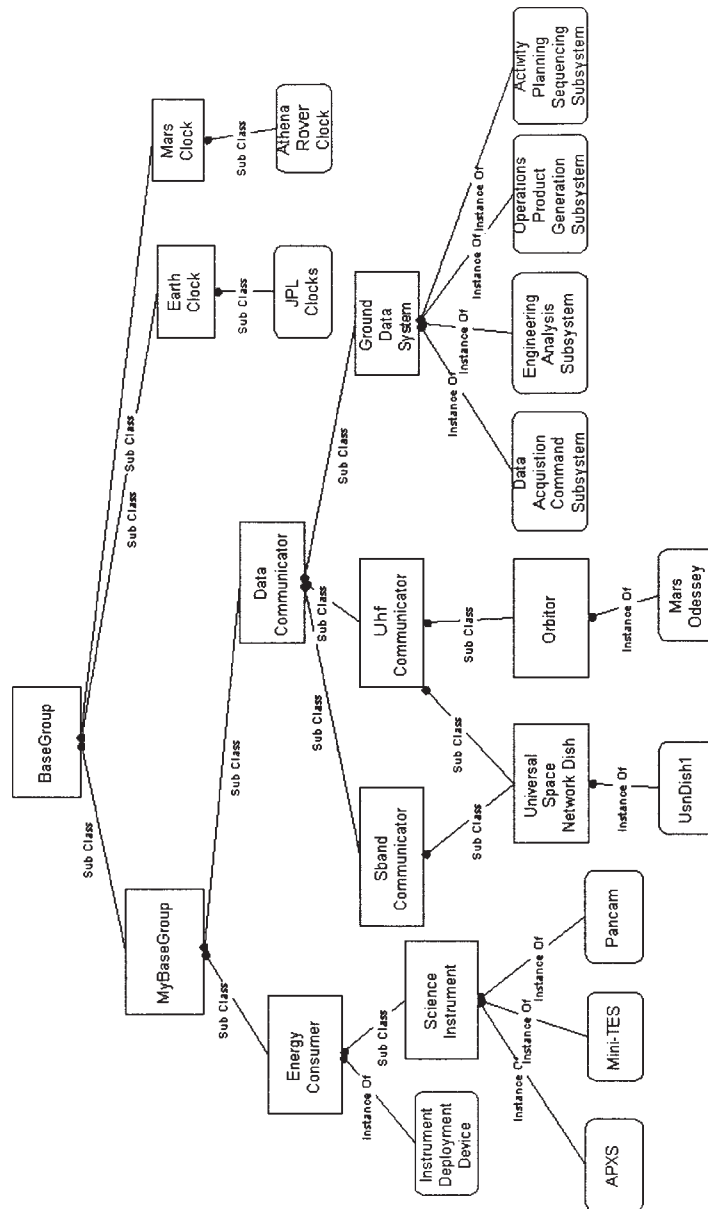 BaseGroup
Sub Class
Sub Class
Sub Class
MyBaseGroup
Earth
Clock
Mars
Clock
Sub Class
Sub Class
Sub Class
Sub Class
Energy
Consumer
Data
Communicator
JPL
Clocks
Athena
Rover
Clock
Instance Of
Sub Class
Sub Class
Sub Class
Sub Class
Instrument
Deployment
Device
Science
Instrument
Sband
Communicator
Uhf
Communicator
Ground
Data
System
Instance Of
Instance Of
Instance Of
Sub Class
Sub Class
Sub Class
Instance Of
Instance Of
Instance Of
Instance Of
APXS
Mini-TES
Pancam
Universal
Space
Network Dish
Orbitor
Data
Acquistion
Command
Subsystem
Engineering
Analysis
Subsystem
Operations
Product
Generation
Subsystem
Activity
Planning
Sequencing
Subsystem
Instance Of
Instance Of
UsnDish1
Mars
Odessey